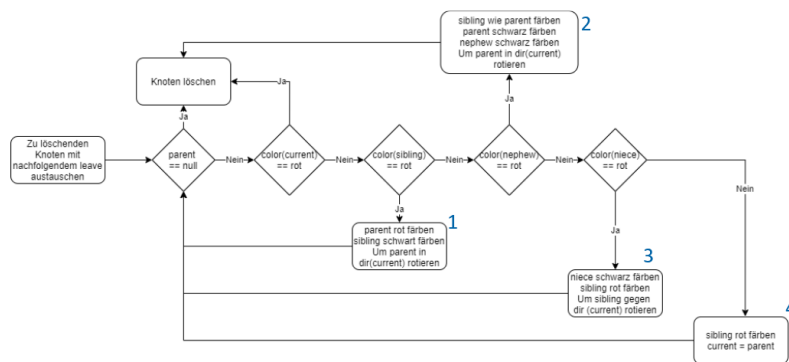 sibling wie parent färben
parent schwarz färben
nephew schwarz färben
Um parent in dir(current)
rotieren
2
Knoten löschen
Ja
Ja
Ja
Zu löschenden
Knoten mit
nachfolgendem leave
austauschen
parent
== null
Nein
color(current)
== rot
Nein
color(sibling)
== rot
Nein
color(nephew)
== rot
Nein
color(niece)
== rot
Nein
Ja
1
parent rot färben
sibling schwart färben
Um parent in
dir(current) rotieren
Ja
3
niece schwarz färben
sibling rot färben
Um sibling gegen
dir (current) rotieren
4
sibling rot färben
current = parent